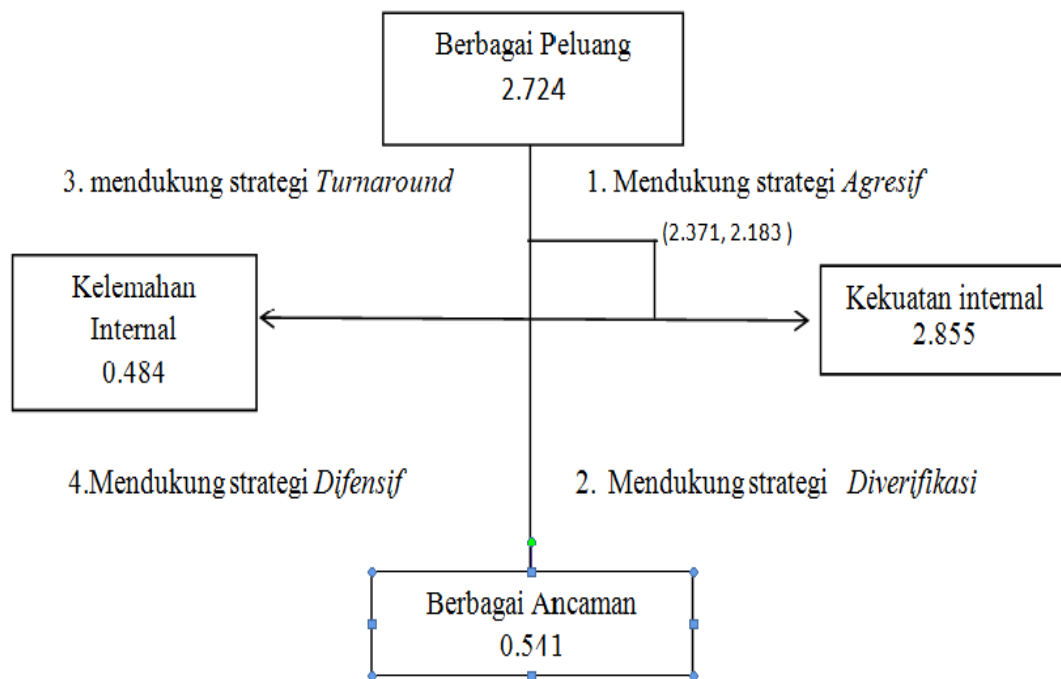 Berbagai Peluang
2.724
3. mendukung strategi Turnaround
1. Mendukung strategi Agresif
(2.371, 2.183 )
Kelemahan
Internal
0.484
Kekuatan internal
2.855
4.Mendukung strategi Difensif
2. Mendukung strategi Diverifikasi
Berbagai Ancaman
0.541